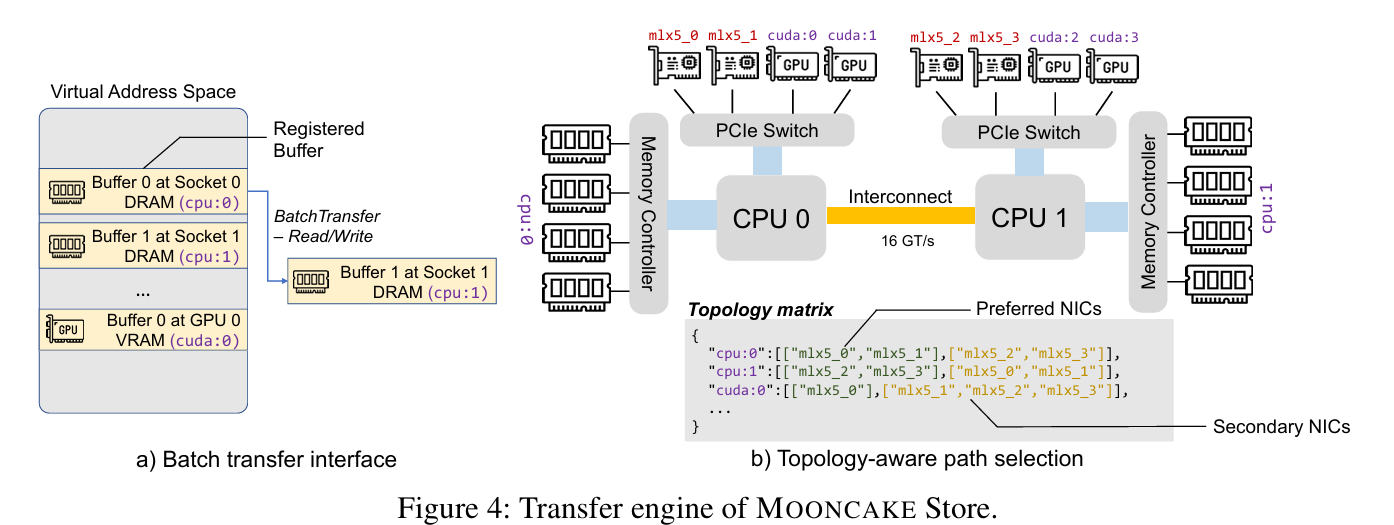 Virtual Address Space
Registered
Buffer
Buffer 0 at Socket 0
DRAM (cpu:0)
Buffer 1 at Socket 1
DRAM (cpu:1)
...
GPU
Buffer 0 at GPU 0
VRAM (cuda:0)
BatchTransfer
– Read/Write
Buffer 1 at Socket 1
DRAM (cpu:1)
a) Batch transfer interface
mlx5_0 mlx5_1 cuda:0 cuda:1
GPU GPU
PCIe Switch
mlx5_2 mlx5_3 cuda:2 cuda:3
GPU GPU
PCIe Switch
cpu:0
Memory Controller
CPU 0
Interconnect
16 GT/s
CPU 1
Memory Controller
cpu:1
Topology matrix
Preferred NICs
{
"cpu:0":[["mlx5_0","mlx5_1"],["mlx5_2","mlx5_3"]],
"cpu:1":[["mlx5_2","mlx5_3"],["mlx5_0","mlx5_1"]],
"cuda:0":[["mlx5_0"],["mlx5_1","mlx5_2","mlx5_3"]],
...
}
Secondary NICs
b) Topology-aware path selection
Figure 4: Transfer engine of MOONCAKE Store.